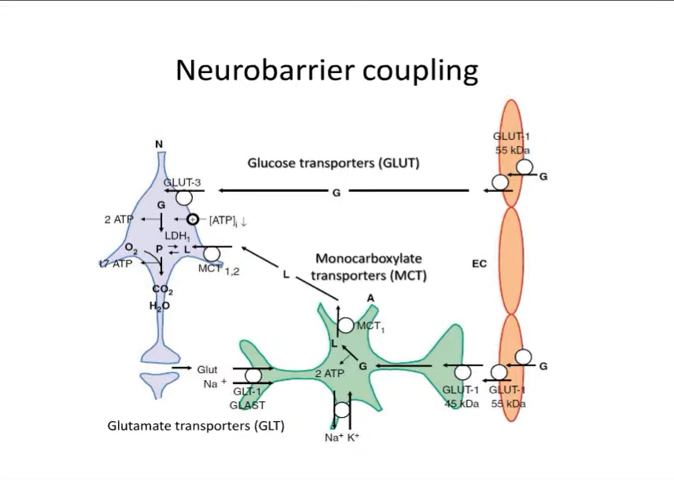 Neurobarrier coupling
N
Glucose transporters (GLUT)
GLUT-1
55 kDa
G
GLUT-3
G
G
2 ATP
+
[ATP]i ↓
LDH1
O2
P
L
MCT 1,2
CO2
H2O
L
Monocarboxylate
transporters (MCT)
EC
A
MCT1
L
G
2 ATP
Glut
Na +
GLT-1
GLAST
GLUT-1
45 kDa
GLUT-1
55 kDa
G
Glutamate transporters (GLT)
Na+ K+